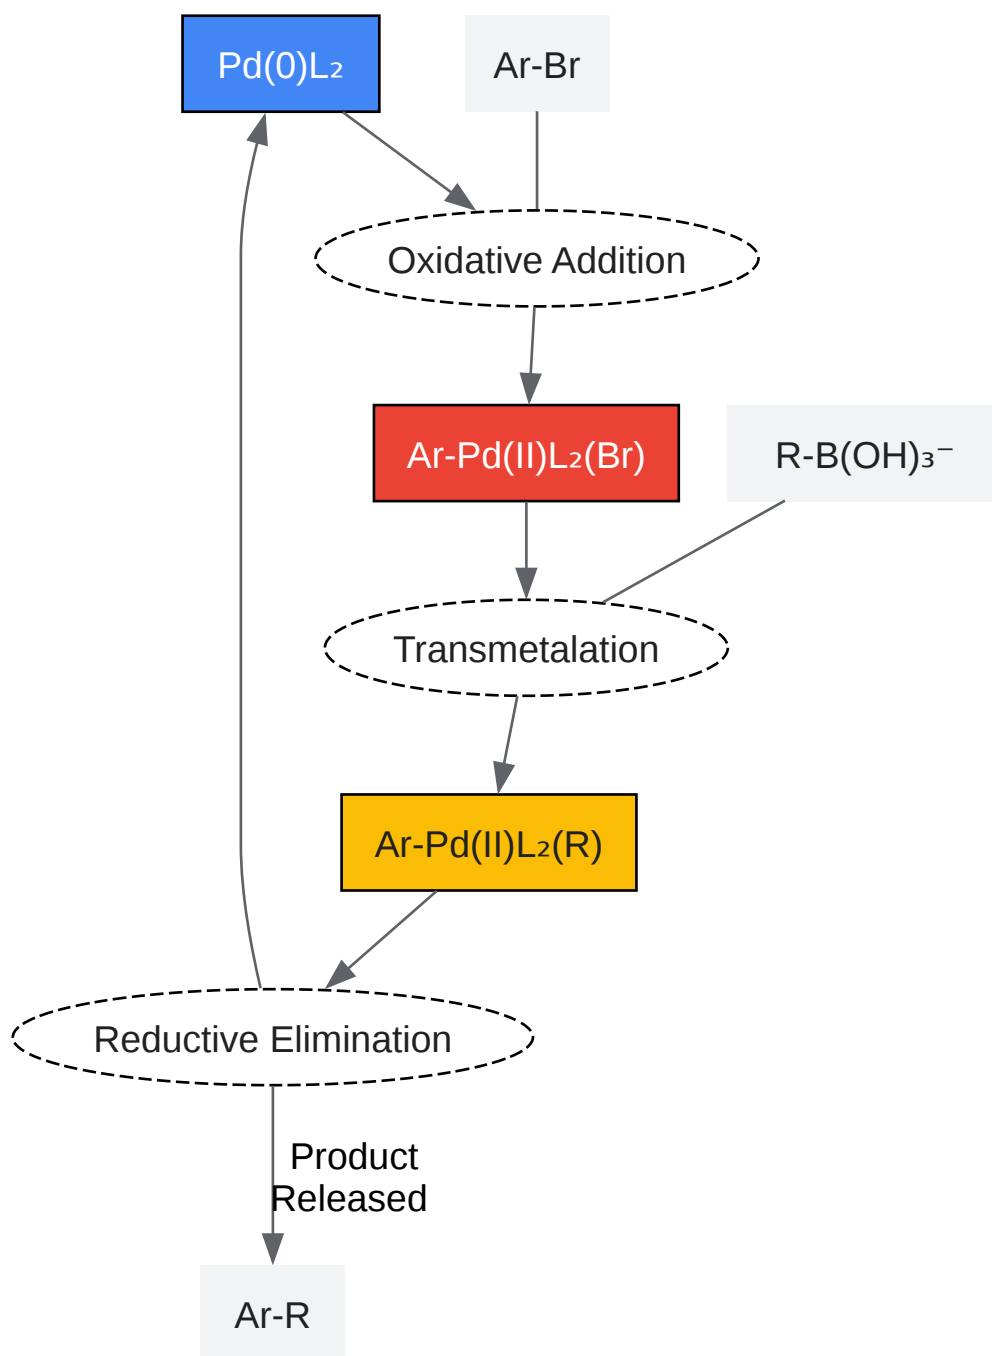 Pd(0)L₂
Ar-Br
Oxidative Addition
Ar-Pd(II)L₂(Br)
R-B(OH)₃⁻
Transmetalation
Ar-Pd(II)L₂(R)
Reductive Elimination
Product
Released
Ar-R